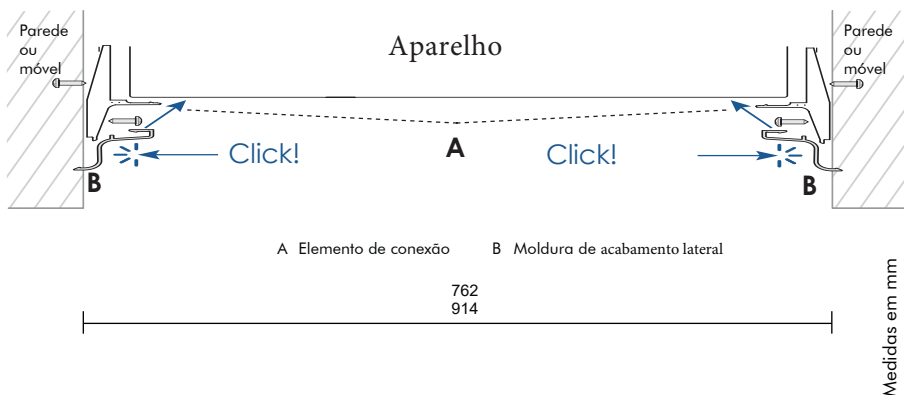 Parede
ou
móvel
Aparelho
Parede
ou
móvel
Click!
A
Click!
B
B
A Elemento de conexão B Moldura de acabamento lateral
762
914
Medidas em mm